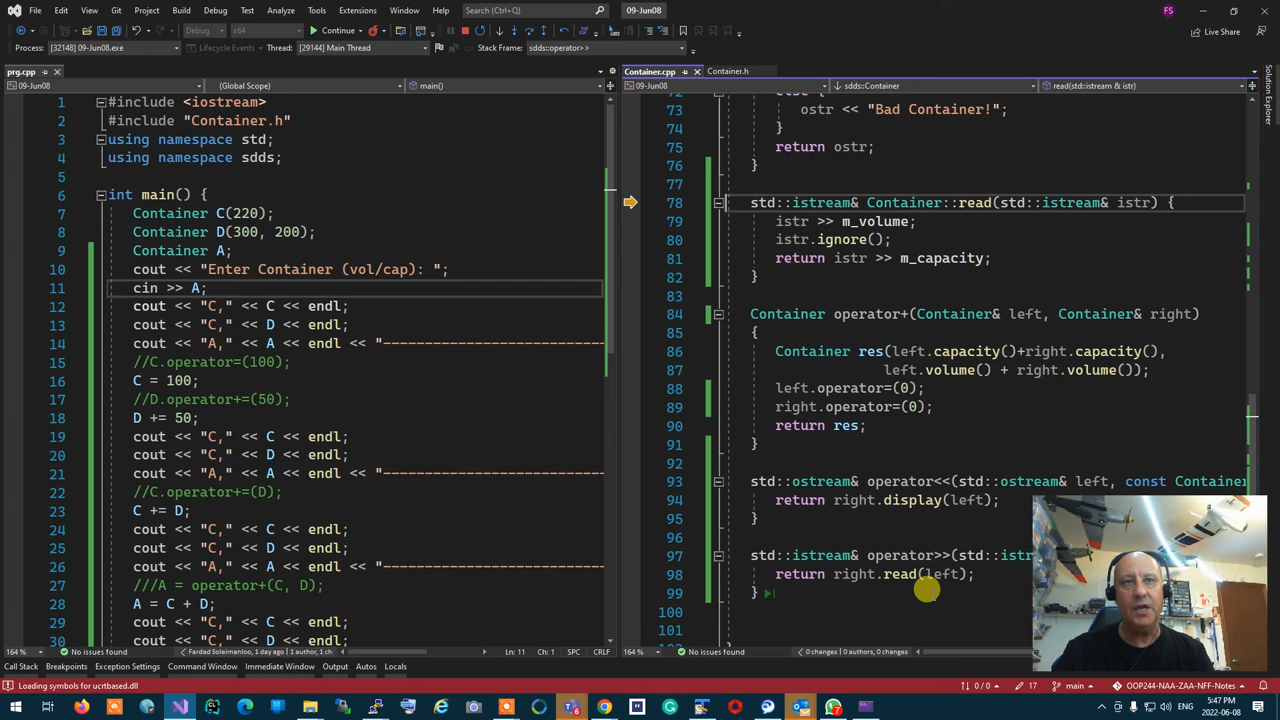 File Edit View Git Project Build Debug Test Analyze Tools Extensions Window Help Search (Ctrl+Q) 09-Jun08 FS
Debug x64 Continue Live Share
Process: [32148] 09-Jun08.exe Lifecycle Events Thread: [29144] Main Thread Stack Frame: sdds::operator>>
prg.cpp Container.cpp Container.h
09-Jun08 (Global Scope) main() 09-Jun08 sdds::Container read(std::istream & istr)
1 #include <iostream>
2 #include "Container.h"
3 using namespace std;
4 using namespace sdds;
5
6 int main() {
7 Container C(220);
8 Container D(300, 200);
9 Container A;
10 cout << "Enter Container (vol/cap): ";
11 cin >> A;
12 cout << "C," << C << endl;
13 cout << "C," << D << endl;
14 cout << "A," << A << endl << "------------------------------
15 //C.operator=(100);
16 C = 100;
17 //D.operator+=(50);
18 D += 50;
19 cout << "C," << C << endl;
20 cout << "C," << D << endl;
21 cout << "A," << A << endl << "------------------------------
22 //C.operator+=(D);
23 C += D;
24 cout << "C," << C << endl;
25 cout << "C," << D << endl;
26 cout << "A," << A << endl << "------------------------------
27 ///A = operator+(C, D);
28 A = C + D;
29 cout << "C," << C << endl;
30 cout << "C," << D << endl;
72 else {
73 ostr << "Bad Container!";
74 }
75 return ostr;
76 }
77
78 std::istream& Container::read(std::istream& istr) {
79 istr >> m_volume;
80 istr.ignore();
81 return istr >> m_capacity;
82 }
83
84 Container operator+(Container& left, Container& right)
85 {
86 Container res(left.capacity()+right.capacity(),
87 left.volume() + right.volume());
88 left.operator=(0);
89 right.operator=(0);
90 return res;
91 }
92
93 std::ostream& operator<<(std::ostream& left, const Container
94 return right.display(left);
95 }
96
97 std::istream& operator>>(std::istr
98 return right.read(left);
99 }
100
101
164 % No issues found Fardad Soleimanloo, 1 day ago | 1 author, 1 ch Ln: 11 Ch: 1 SPC CRLF
164 % No issues found 0 changes | 0 authors, 0 changes
Call Stack Breakpoints Exception Settings Command Window Immediate Window Output Autos Locals
Loading symbols for ucrtbased.dll 0 / 0 17 main OOP244-NAA-ZAA-NFF-Notes
ENG 5:47 PM
2022-06-08